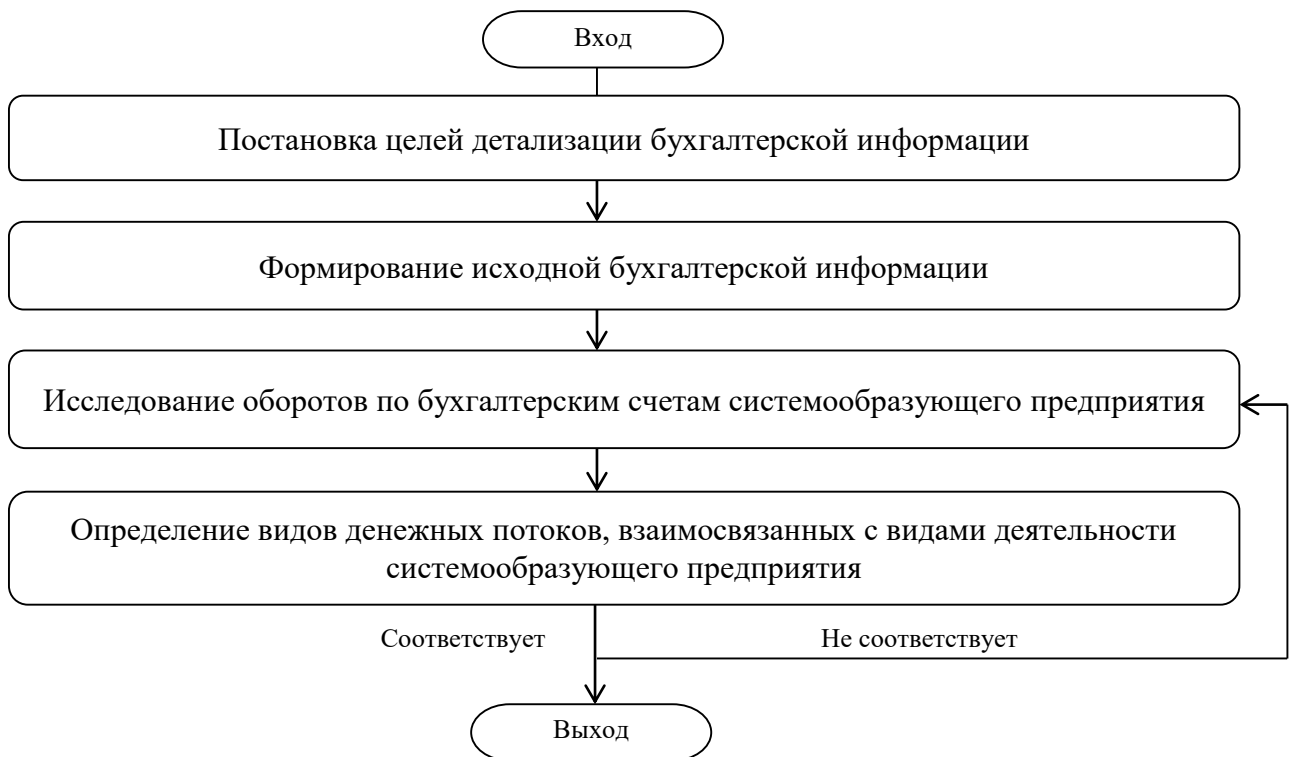 Вход
Постановка целей детализации бухгалтерской информации
Формирование исходной бухгалтерской информации
Исследование оборотов по бухгалтерским счетам системообразующего предприятия
Определение видов денежных потоков, взаимосвязанных с видами деятельности
системообразующего предприятия
Соответствует
Не соответствует
Выход